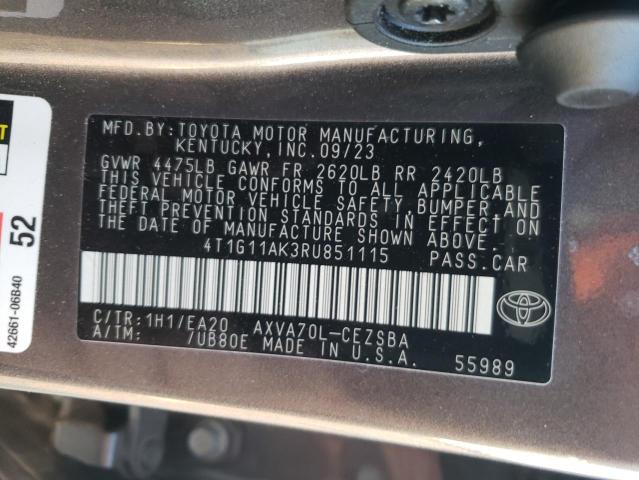 MFD.BY:TOYOTA MOTOR MANUFACTURING,
KENTUCKY,INC.09/23
GVWR 4475LB GAWR FR 2620LB RR 2420LB
THIS VEHICLE CONFORMS TO ALL APPLICABLE
FEDERAL MOTOR VEHICLE SAFETY,BUMPER,AND
THEFT PREVENTION STANDARDS IN EFFECT ON
THE DATE OF MANUFACTURE SHOWN ABOVE.
4T1G11AK3RU851115 PASS.CAR
C/TR:1H1/EA20 AXVA70L-CEZSBA
A/TM: /UB80E MADE IN U.S.A. 55989
52
42661-06B40